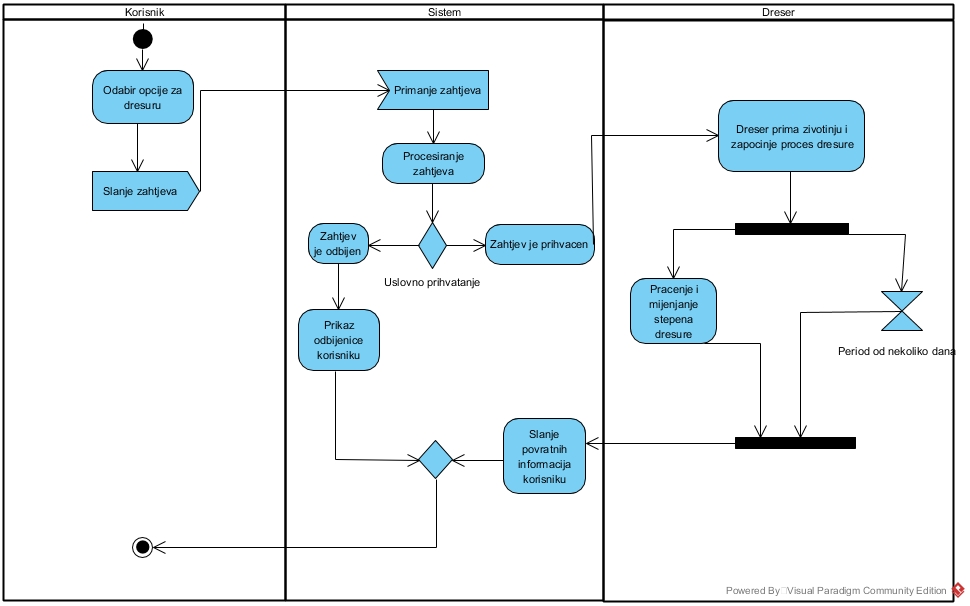 Korisnik
Sistem
Dreser
Odabir opcije za
dresuru
Slanje zahtjeva
Primanje zahtjeva
Procesiranje
zahtjeva
Zahtjev
je odbijen
Zahtjev je prihvacen
Uslovno prihvatanje
Prikaz
odbijenice
korisniku
Slanje
povratnih
informacija
korisniku
Dreser prima zivotinju i
zapocinje proces dresure
Pracenje i
mijenjanje
stepena
dresure
Period od nekoliko dana
Powered By Visual Paradigm Community Edition